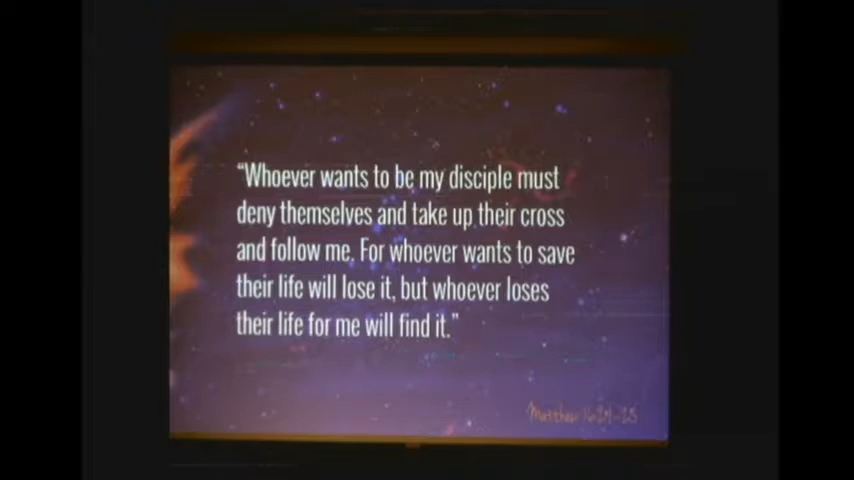 “Whoever wants to be my disciple must
deny themselves and take up their cross
and follow me. For whoever wants to save
their life will lose it, but whoever loses
their life for me will find it.”
Matthew 16:24-25